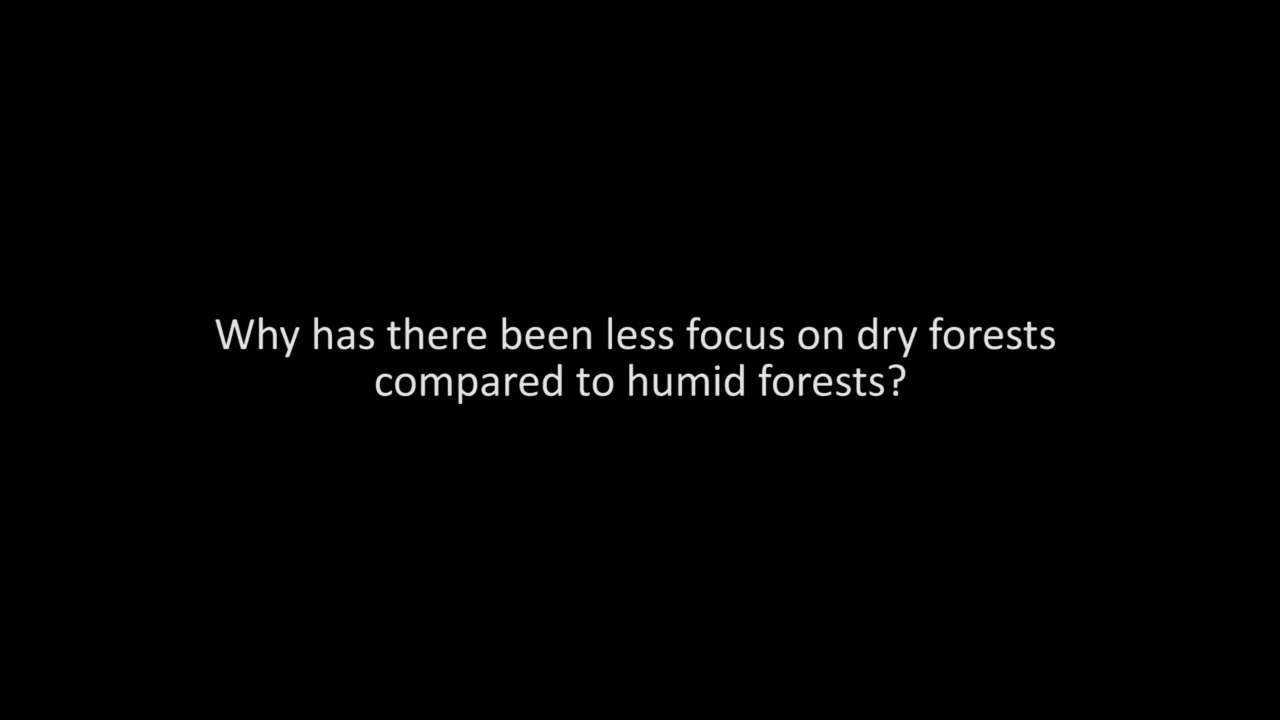 Why has there been less focus on dry forests
compared to humid forests?